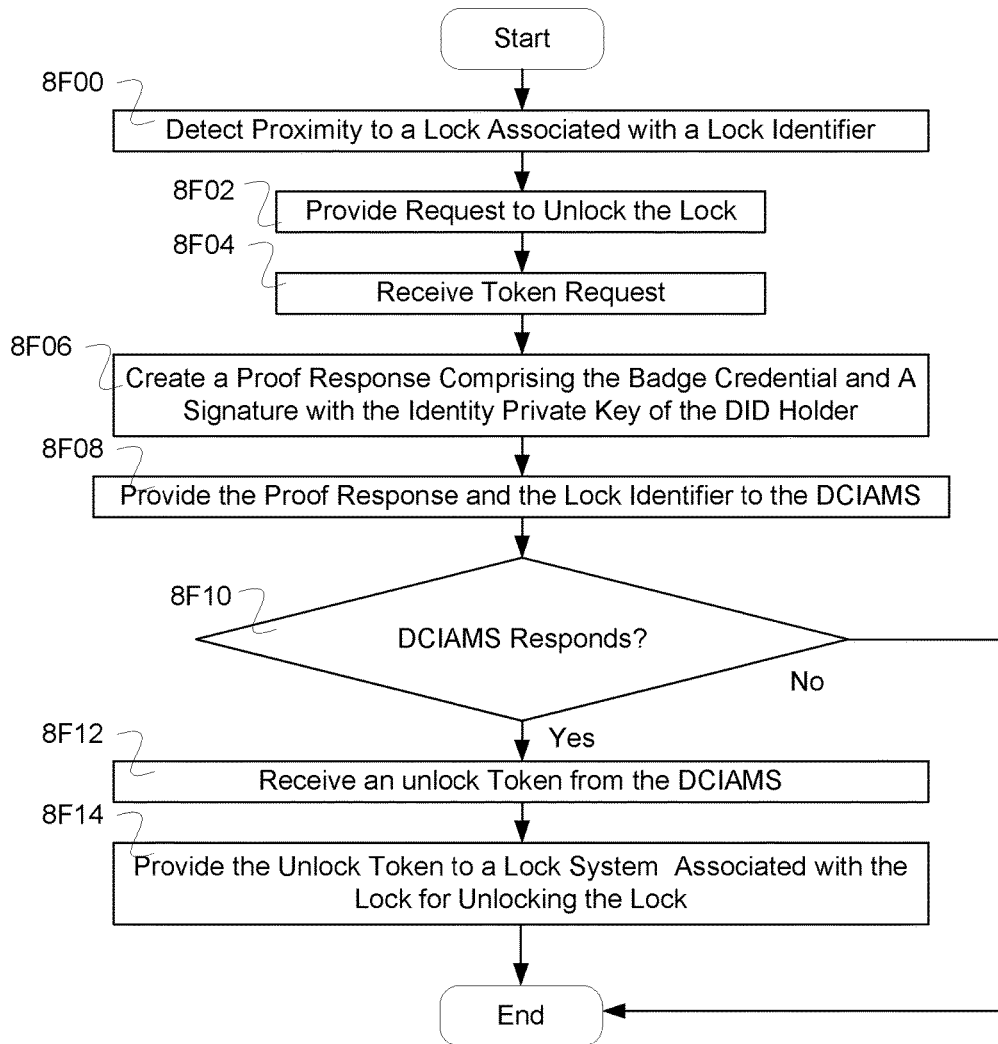 Start
8F00
Detect Proximity to a Lock Associated with a Lock Identifier
8F02
Provide Request to Unlock the Lock
8F04
Receive Token Request
8F06
Create a Proof Response Comprising the Badge Credential and A
Signature with the Identity Private Key of the DID Holder
8F08
Provide the Proof Response and the Lock Identifier to the DCIAMS
8F10
DCIAMS Responds?
No
Yes
8F12
Receive an unlock Token from the DCIAMS
8F14
Provide the Unlock Token to a Lock System Associated with the
Lock for Unlocking the Lock
End